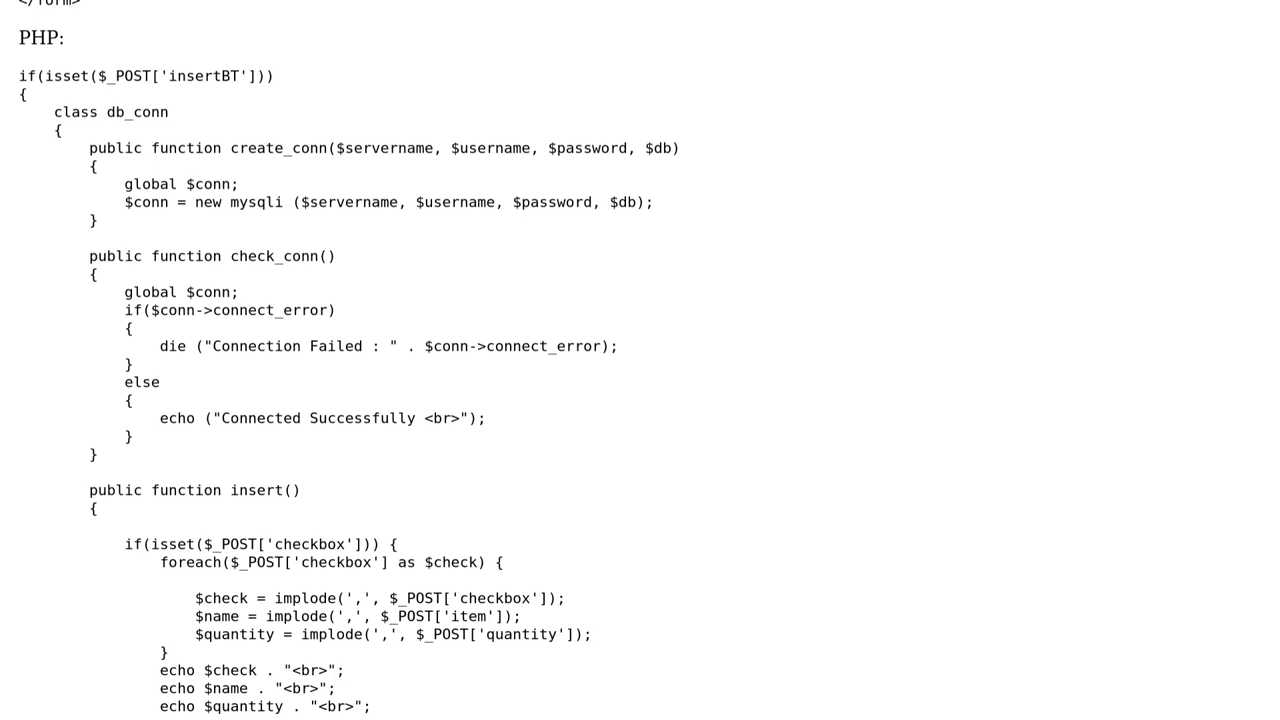 </form>
PHP:
if(isset($_POST['insertBT']))
{
    class db_conn
    {
        public function create_conn($servername, $username, $password, $db)
        {
            global $conn;
            $conn = new mysqli ($servername, $username, $password, $db);
        }
        public function check_conn()
        {
            global $conn;
            if($conn->connect_error)
            {
                die ("Connection Failed : " . $conn->connect_error);
            }
            else
            {
                echo ("Connected Successfully <br>");
            }
        }
        public function insert()
        {
            if(isset($_POST['checkbox'])) {
                foreach($_POST['checkbox'] as $check) {
                    $check = implode(',', $_POST['checkbox']);
                    $name = implode(',', $_POST['item']);
                    $quantity = implode(',', $_POST['quantity']);
                }
                echo $check . "<br>";
                echo $name . "<br>";
                echo $quantity . "<br>";